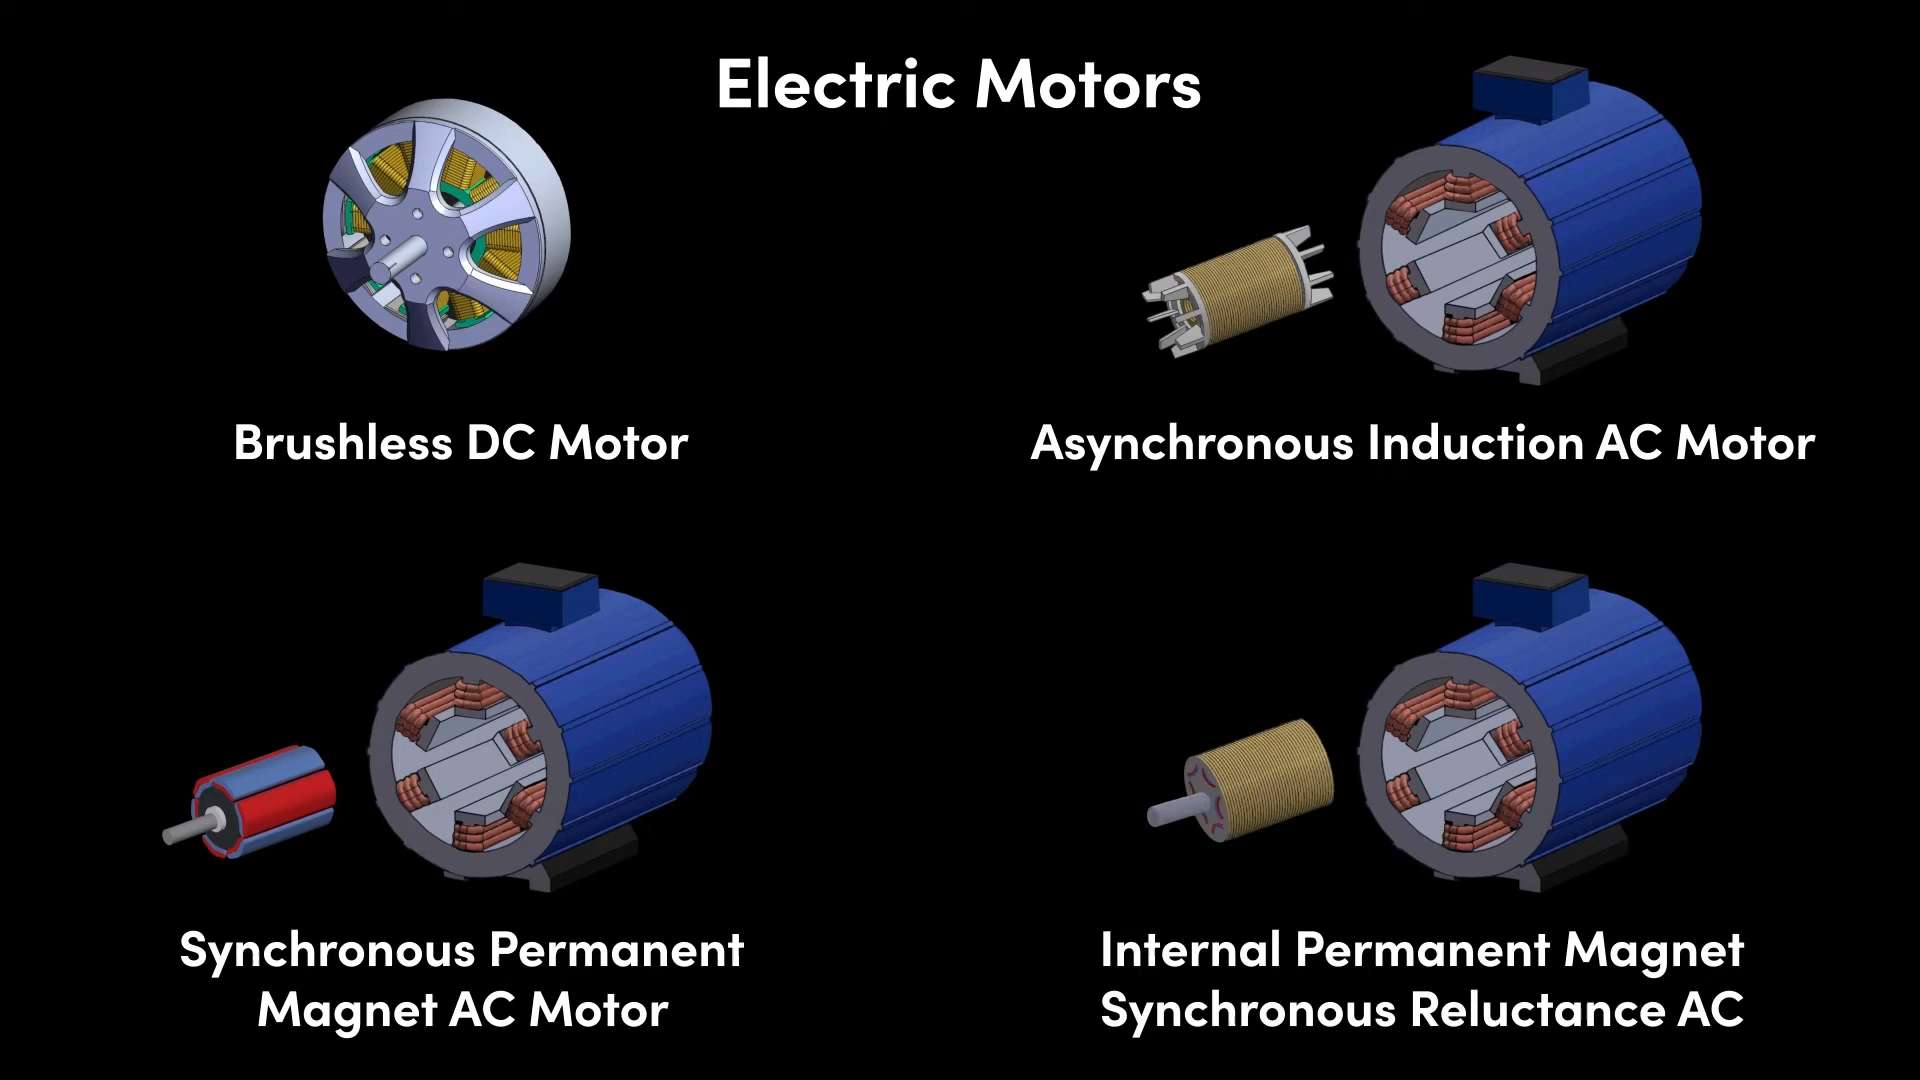 Electric Motors
Brushless DC Motor
Asynchronous Induction AC Motor
Synchronous Permanent
Magnet AC Motor
Internal Permanent Magnet
Synchronous Reluctance AC